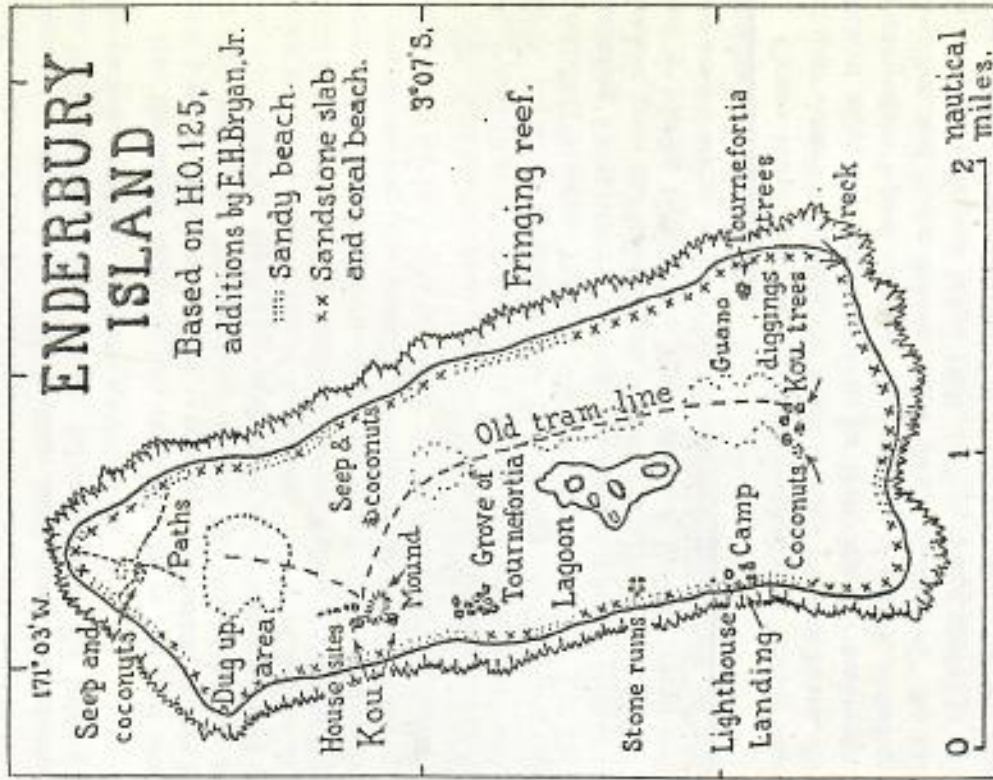 ENDERBURY
ISLAND
Based on H.O.125,
additions by E.H.Bryan,Jr.
Sandy beach.
xx Sandstone slab
and coral beach.
171°03'W.
3°07'S.
Seep and
coconuts
Paths
Dug up
area
House sites
Kou
Mound
Seep &
coconuts
Grove of
Tournefortia
Old tram line
Lagoon
Fringing reef.
Stone ruins
Lighthouse
Camp
Landing
Guano
diggings
Tournefortia
trees
Kou trees
Coconuts
Wreck
0 1 2 nautical
miles.